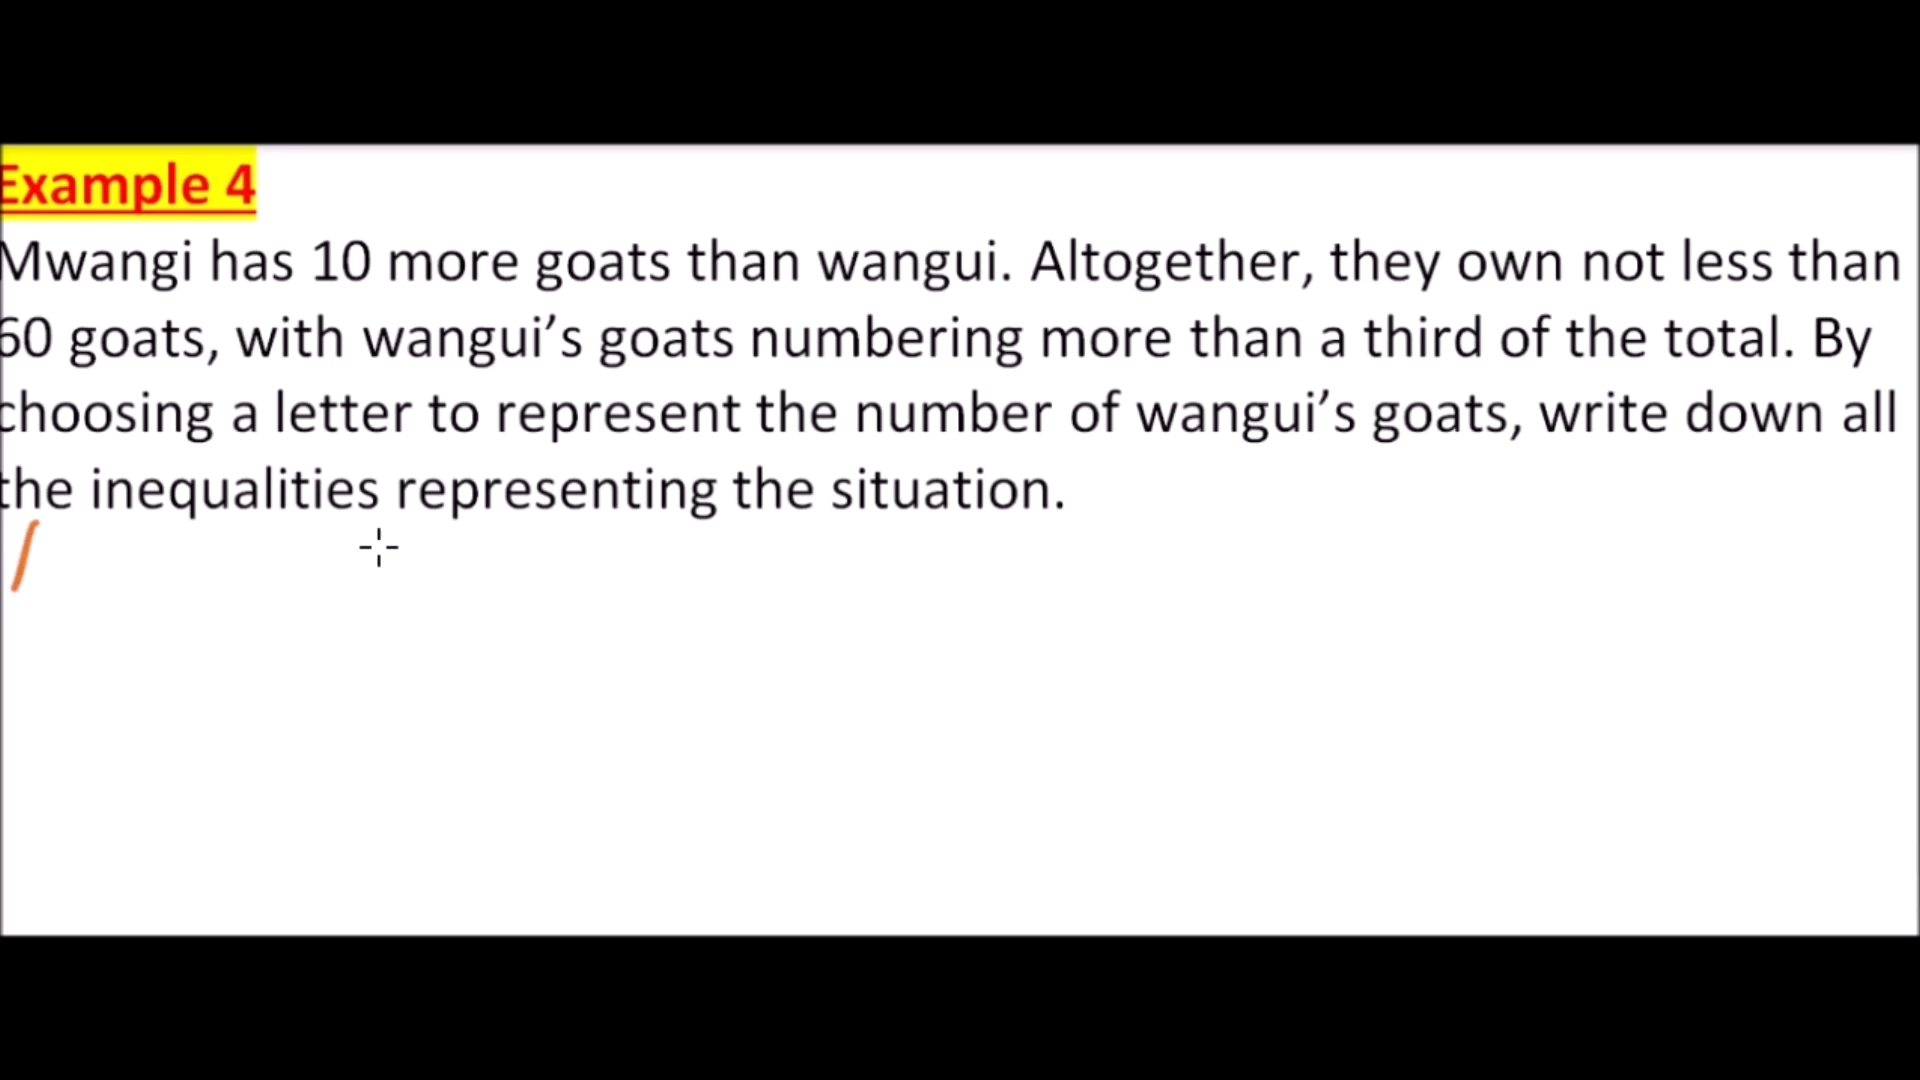 Example 4
Mwangi has 10 more goats than wangui. Altogether, they own not less than
60 goats, with wangui’s goats numbering more than a third of the total. By
choosing a letter to represent the number of wangui’s goats, write down all
the inequalities representing the situation.